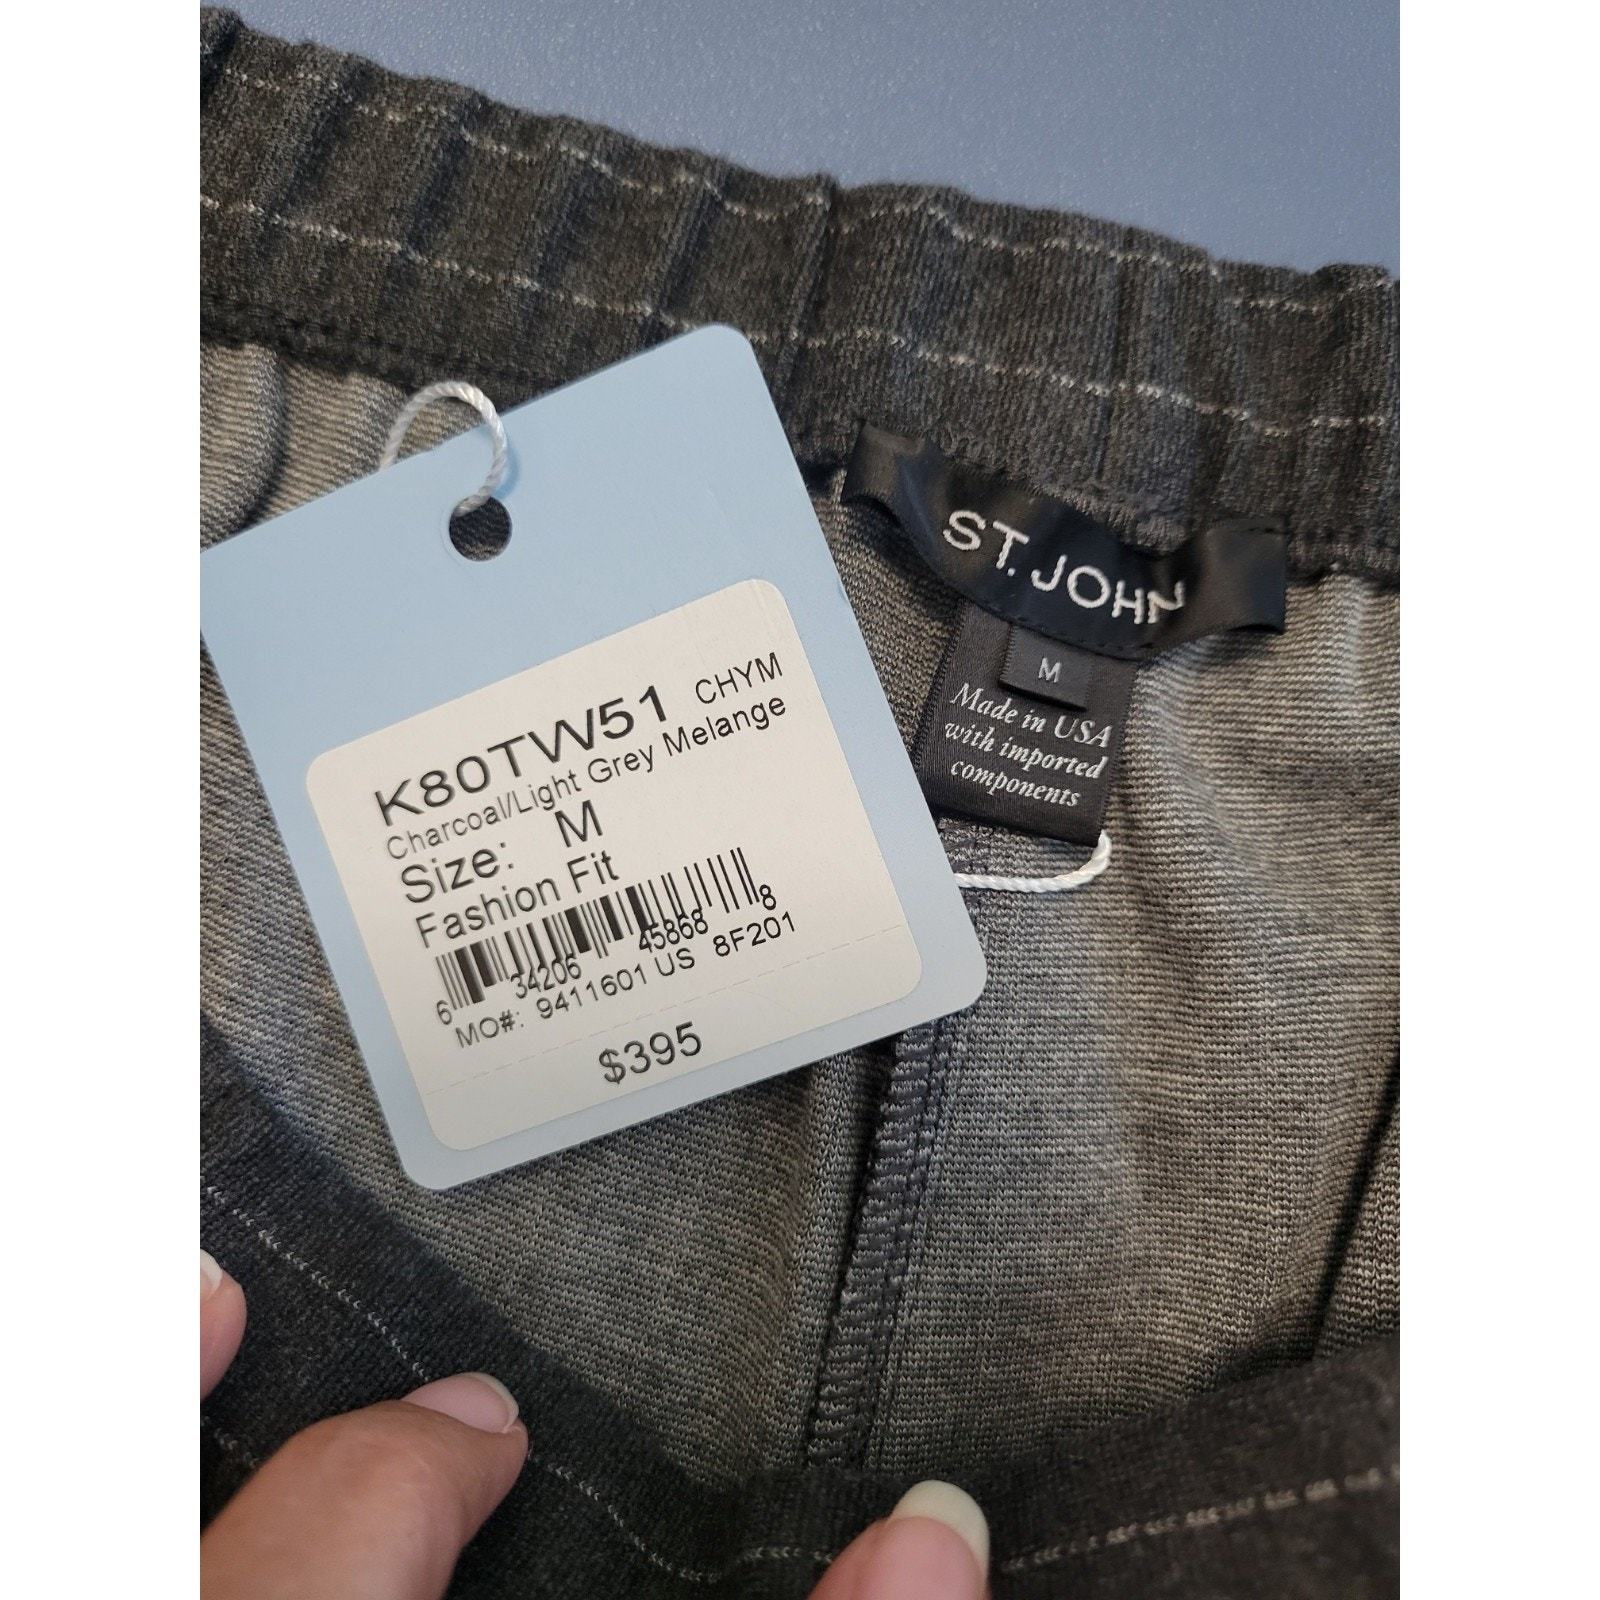 K80TW51 CHYM
Charcoal/Light Grey Melange
Size: M
Fashion Fit
6 34206 45868 8
MO#: 9411601 US 8F201
$395
ST. JOHN
M
Made in USA
with imported
components